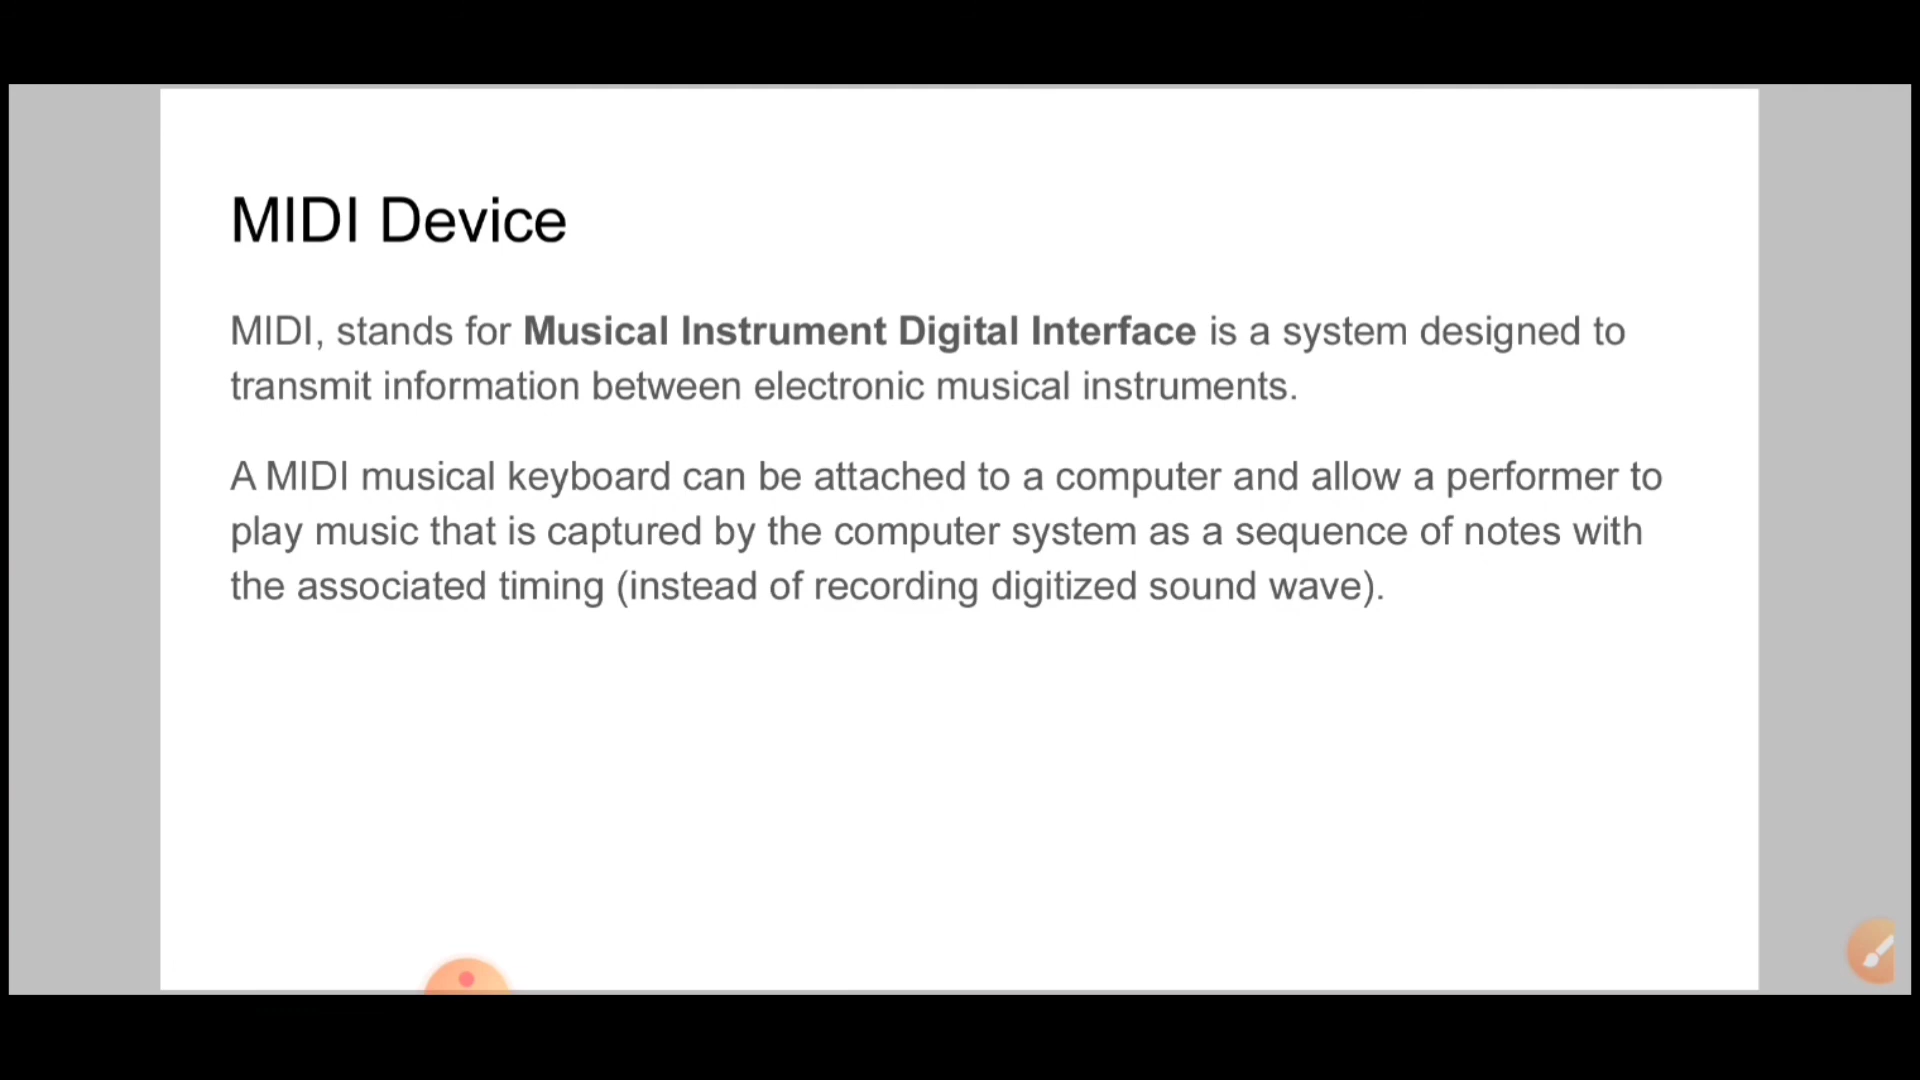 MIDI Device
MIDI, stands for Musical Instrument Digital Interface is a system designed to
transmit information between electronic musical instruments.
A MIDI musical keyboard can be attached to a computer and allow a performer to
play music that is captured by the computer system as a sequence of notes with
the associated timing (instead of recording digitized sound wave).